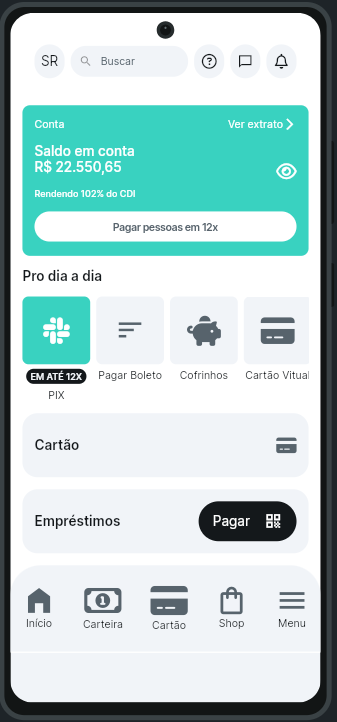 SR
Buscar
Conta
Ver extrato
Saldo em conta
R$ 22.550,65
Rendendo 102% do CDI
Pagar pessoas em 12x
Pro dia a dia
EM ATÉ 12X
PIX
Pagar Boleto
Cofrinhos
Cartão Vitual
Cartão
Empréstimos
Pagar
Início
Carteira
Cartão
Shop
Menu